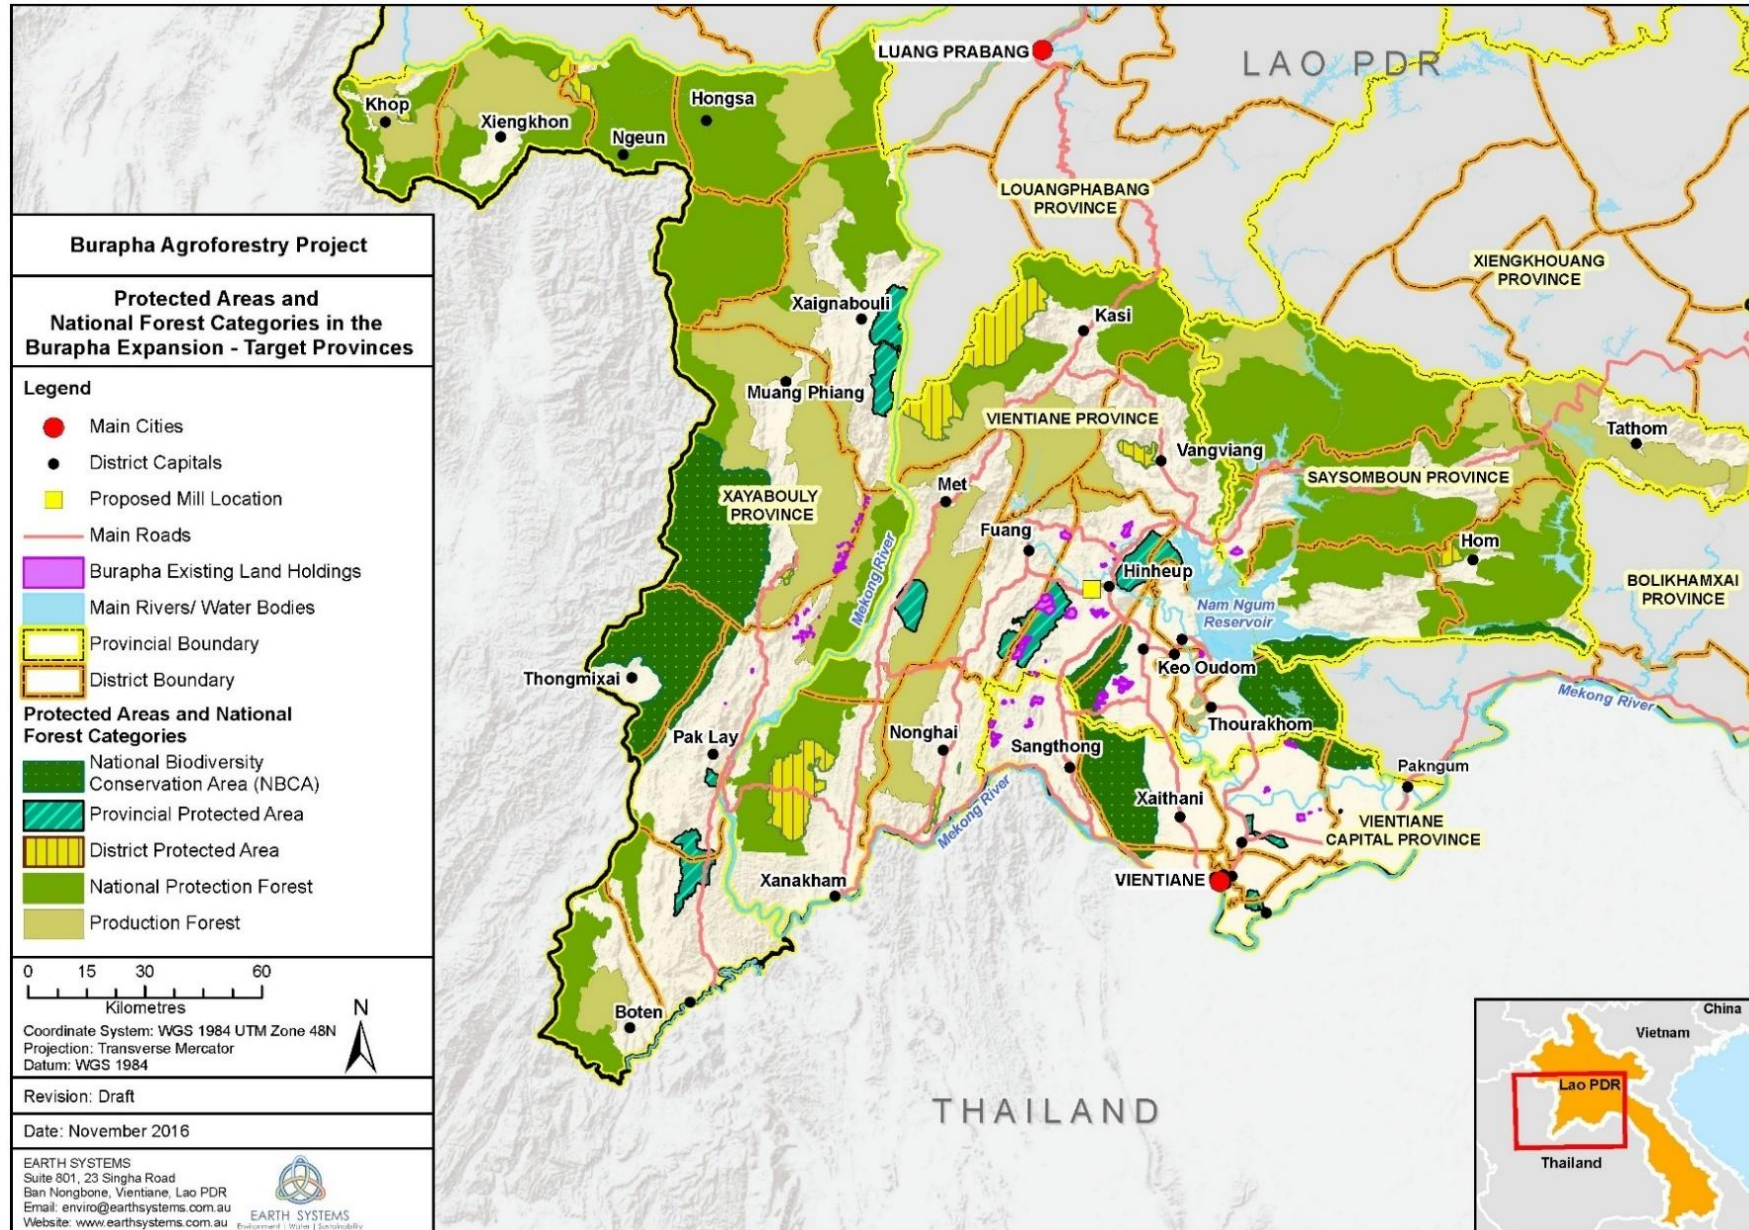 Burapha Agroforestry Project
Protected Areas and
National Forest Categories in the
Burapha Expansion - Target Provinces
Legend
Main Cities
District Capitals
Proposed Mill Location
Main Roads
Burapha Existing Land Holdings
Main Rivers/ Water Bodies
Provincial Boundary
District Boundary
Protected Areas and National
Forest Categories
National Biodiversity
Conservation Area (NBCA)
Provincial Protected Area
District Protected Area
National Protection Forest
Production Forest
0 15 30 60
Kilometres
N
Coordinate System: WGS 1984 UTM Zone 48N
Projection: Transverse Mercator
Datum: WGS 1984
Revision: Draft
Date: November 2016
EARTH SYSTEMS
Suite 801, 23 Singha Road
Ban Nongbone, Vientiane, Lao PDR
Email: enviro@earthsystems.com.au
Website: www.earthsystems.com.au
EARTH SYSTEMS
Environment | Water | Sustainability
LUANG PRABANG
LAO PDR
Khop
Xiengkhon
Ngeun
Hongsa
LOUANGPHABANG
PROVINCE
XIENGKHOUANG
PROVINCE
Xaignabouli
Kasi
Muang Phiang
VIENTIANE PROVINCE
Tathom
Vangviang
SAYSOMBOUN PROVINCE
XAYABOULY
PROVINCE
Met
Fuang
Mekong River
Hom
Hinheup
BOLIKHAMXAI
PROVINCE
Nam Ngum
Reservoir
Keo Oudom
Thongmixai
Mekong River
Thourakhom
Pak Lay
Nonghai
Sangthong
Pakngum
Mekong River
Xaithani
VIENTIANE
CAPITAL PROVINCE
Xanakham
VIENTIANE
Boten
THAILAND
China
Vietnam
Lao PDR
Thailand